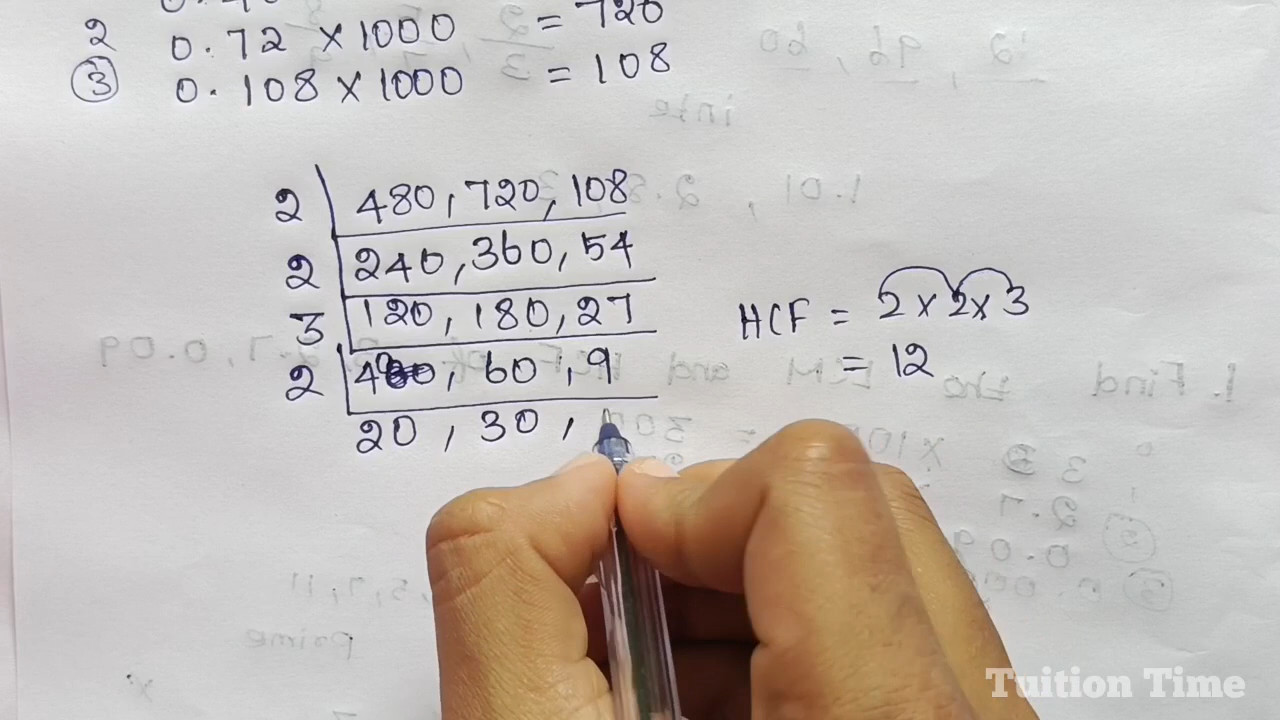 2 0.72 × 1000 = 720
③ 0.108 × 1000 = 108
2 480, 720, 108
2 240, 360, 54
3 120, 180, 27
2 40, 60, 9
20, 30,
HCF = 2 × 2 × 3
= 12
Tuition Time